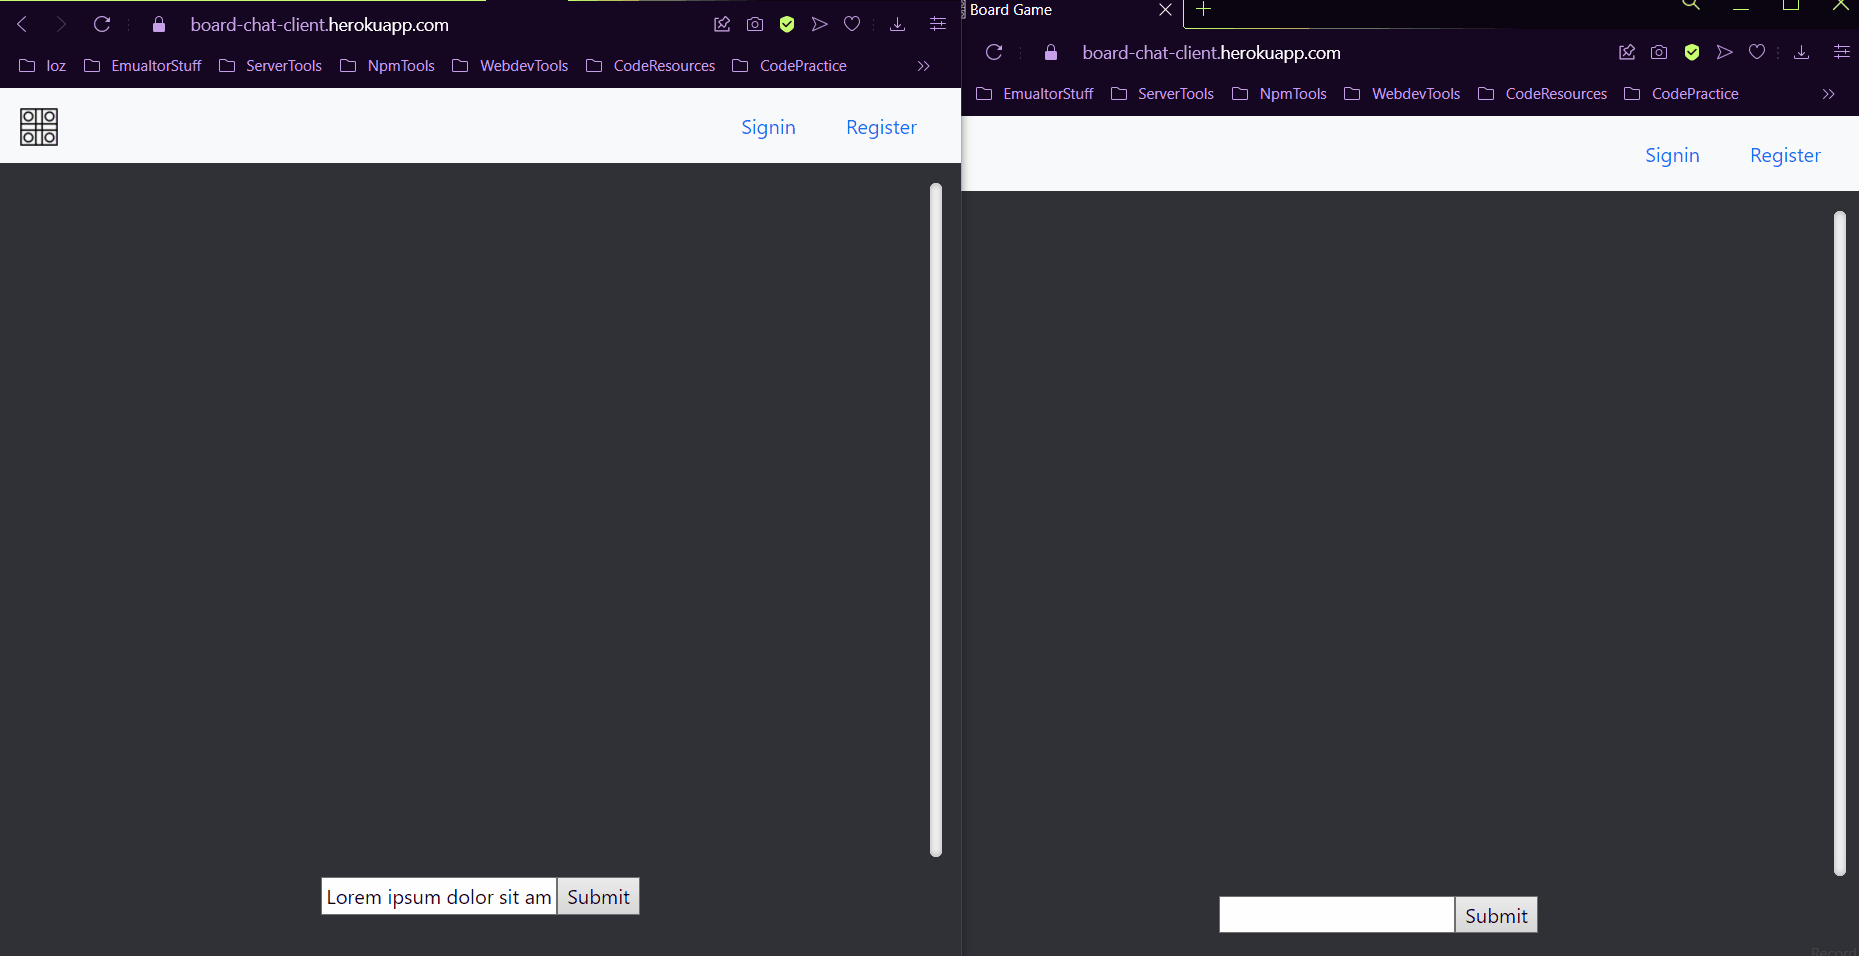 board-chat-client.herokuapp.com
loz EmualtorStuff ServerTools NpmTools WebdevTools CodeResources CodePractice
Signin Register
Lorem ipsum dolor sit am Submit
Board Game
board-chat-client.herokuapp.com
EmualtorStuff ServerTools NpmTools WebdevTools CodeResources CodePractice
Signin Register
Submit
Record